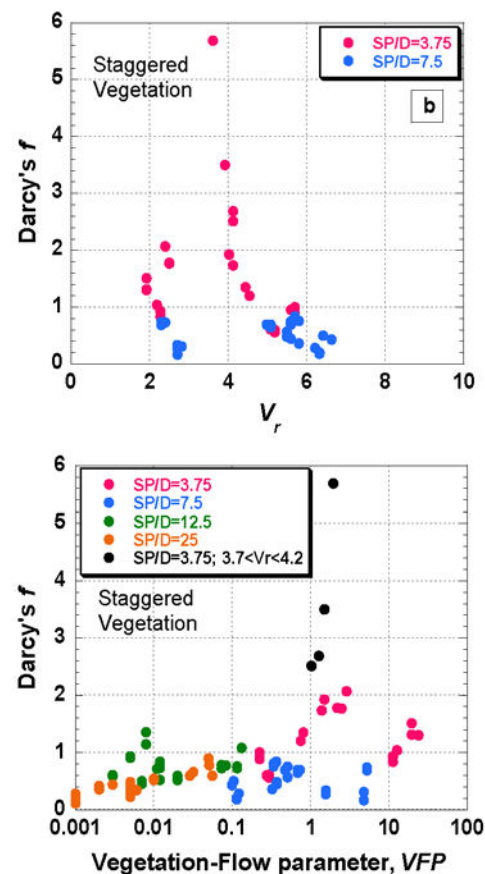 6
5
4
3
2
1
0
Darcy's f
Staggered
Vegetation
SP/D=3.75
SP/D=7.5
b
0 2 4 6 8 10
Vr
6
5
4
3
2
1
0
Darcy's f
SP/D=3.75
SP/D=7.5
SP/D=12.5
SP/D=25
SP/D=3.75; 3.7<Vr<4.2
Staggered
Vegetation
0.001 0.01 0.1 1 10 100
Vegetation-Flow parameter, VFP